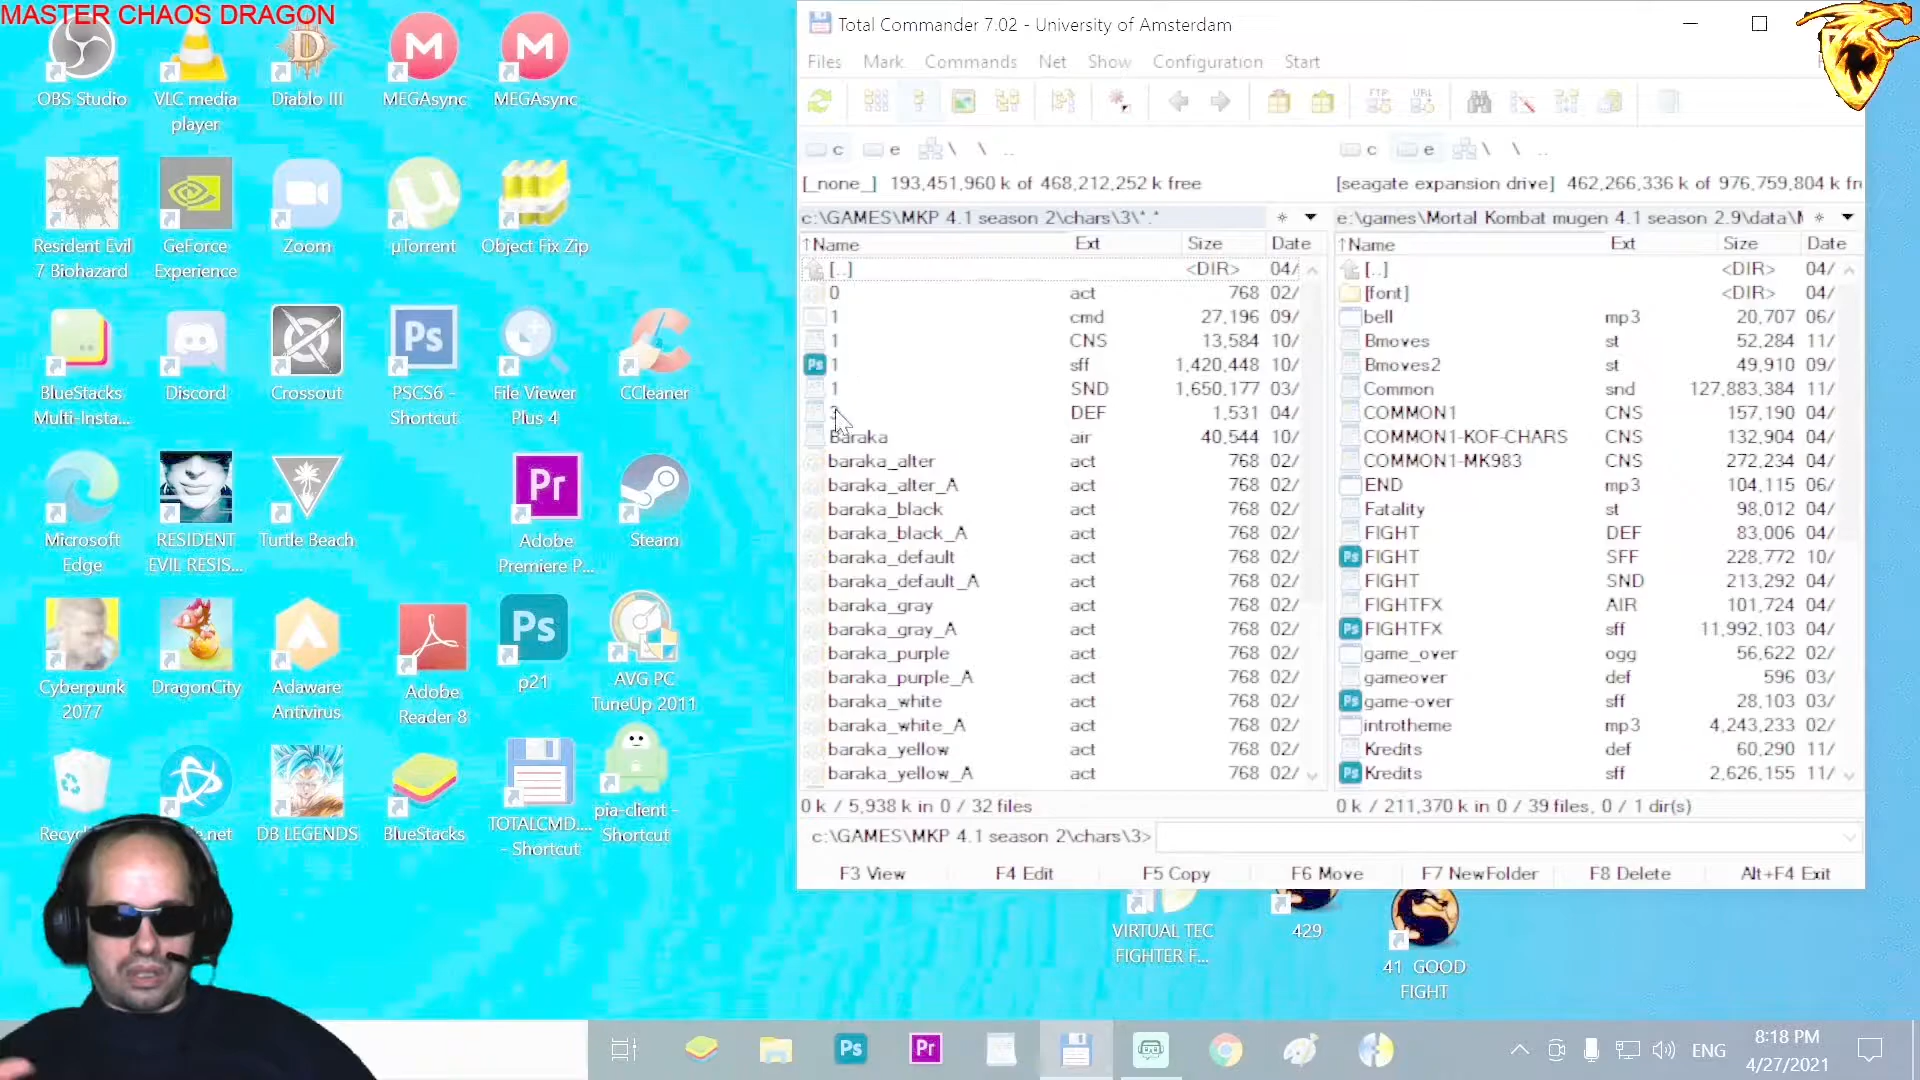 MASTER CHAOS DRAGON
OBS Studio
VLC media
player
Diablo III
MEGAsync
MEGAsync
Resident Evil
7 Biohazard
GeForce
Experience
Zoom
µTorrent
Object Fix Zip
BlueStacks
Multi-Insta...
Discord
Crossout
PSCS6 -
Shortcut
File Viewer
Plus 4
CCleaner
Microsoft
Edge
RESIDENT
EVIL RESIS...
Turtle Beach
Adobe
Premiere P...
Steam
Cyberpunk
2077
DragonCity
Adaware
Antivirus
Adobe
Reader 8
p21
AVG PC
TuneUp 2011
DB LEGENDS
BlueStacks
TOTALCMD....
- Shortcut
pia-client -
Shortcut
Total Commander 7.02 - University of Amsterdam
Files Mark Commands Net Show Configuration Start
FTP URL
c e \ \ ..
c e \ \ ..
[_none_] 193,451,960 k of 468,212,252 k free
[seagate expansion drive] 462,266,336 k of 976,759,804 k fr
c:\GAMES\MKP 4.1 season 2\chars\3\*.*
e:\games\Mortal Kombat mugen 4.1 season 2.9\data\
↑Name Ext Size Date
[..] <DIR> 04/
0 act 768 02/
1 cmd 27,196 09/
1 CNS 13,584 10/
1 sff 1,420,448 10/
1 SND 1,650,177 03/
3 DEF 1,531 04/
Baraka air 40,544 10/
baraka_alter act 768 02/
baraka_alter_A act 768 02/
baraka_black act 768 02/
baraka_black_A act 768 02/
baraka_default act 768 02/
baraka_default_A act 768 02/
baraka_gray act 768 02/
baraka_gray_A act 768 02/
baraka_purple act 768 02/
baraka_purple_A act 768 02/
baraka_white act 768 02/
baraka_white_A act 768 02/
baraka_yellow act 768 02/
baraka_yellow_A act 768 02/
0 k / 5,938 k in 0 / 32 files
↑Name Ext Size Date
[..] <DIR> 04/
[font] <DIR> 04/
bell mp3 20,707 06/
Bmoves st 52,284 11/
Bmoves2 st 49,910 09/
Common snd 127,883,384 11/
COMMON1 CNS 157,190 04/
COMMON1-KOF-CHARS CNS 132,904 04/
COMMON1-MK983 CNS 272,234 04/
END mp3 104,115 06/
Fatality st 98,012 04/
FIGHT DEF 83,006 04/
FIGHT SFF 228,772 10/
FIGHT SND 213,292 04/
FIGHTFX AIR 101,724 04/
FIGHTFX sff 11,992,103 04/
game_over ogg 56,622 02/
gameover def 596 03/
game-over sff 28,103 03/
introtheme mp3 4,243,233 02/
Kredits def 60,290 11/
Kredits sff 2,626,155 11/
0 k / 211,370 k in 0 / 39 files, 0 / 1 dir(s)
c:\GAMES\MKP 4.1 season 2\chars\3>
F3 View F4 Edit F5 Copy F6 Move F7 NewFolder F8 Delete Alt+F4 Exit
VIRTUAL TEC
FIGHTER F...
429
41 GOOD
FIGHT
ENG
8:18 PM
4/27/2021